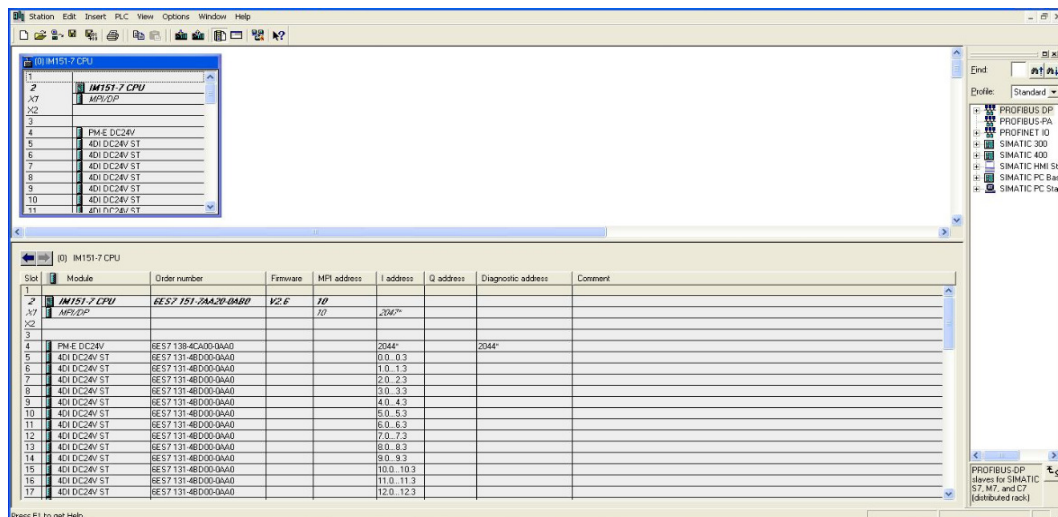 Station Edit Insert PLC View Options Window Help
(0) IM151-7 CPU
1
2 IM151-7 CPU
X1 MPI/DP
X2
3
4 PM-E DC24V
5 4DI DC24V ST
6 4DI DC24V ST
7 4DI DC24V ST
8 4DI DC24V ST
9 4DI DC24V ST
10 4DI DC24V ST
11 4DI DC24V ST
Find:
Profile: Standard
PROFIBUS DP
PROFIBUS-PA
PROFINET IO
SIMATIC 300
SIMATIC 400
SIMATIC HMI St
SIMATIC PC Bas
SIMATIC PC Sta
(0) IM151-7 CPU
Slot Module Order number Firmware MPI address I address Q address Diagnostic address Comment
1
2 IM151-7 CPU 6ES7 151-7AA20-0AB0 V2.6 10
X1 MPI/DP 10 2047*
X2
3
4 PM-E DC24V 6ES7 138-4CA00-0AA0 2044* 2044*
5 4DI DC24V ST 6ES7 131-4BD00-0AA0 0.0...0.3
6 4DI DC24V ST 6ES7 131-4BD00-0AA0 1.0...1.3
7 4DI DC24V ST 6ES7 131-4BD00-0AA0 2.0...2.3
8 4DI DC24V ST 6ES7 131-4BD00-0AA0 3.0...3.3
9 4DI DC24V ST 6ES7 131-4BD00-0AA0 4.0...4.3
10 4DI DC24V ST 6ES7 131-4BD00-0AA0 5.0...5.3
11 4DI DC24V ST 6ES7 131-4BD00-0AA0 6.0...6.3
12 4DI DC24V ST 6ES7 131-4BD00-0AA0 7.0...7.3
13 4DI DC24V ST 6ES7 131-4BD00-0AA0 8.0...8.3
14 4DI DC24V ST 6ES7 131-4BD00-0AA0 9.0...9.3
15 4DI DC24V ST 6ES7 131-4BD00-0AA0 10.0...10.3
16 4DI DC24V ST 6ES7 131-4BD00-0AA0 11.0...11.3
17 4DI DC24V ST 6ES7 131-4BD00-0AA0 12.0...12.3
PROFIBUS-DP
slaves for SIMATIC
S7, M7, and C7
(distributed rack)
Press F1 to get Help.